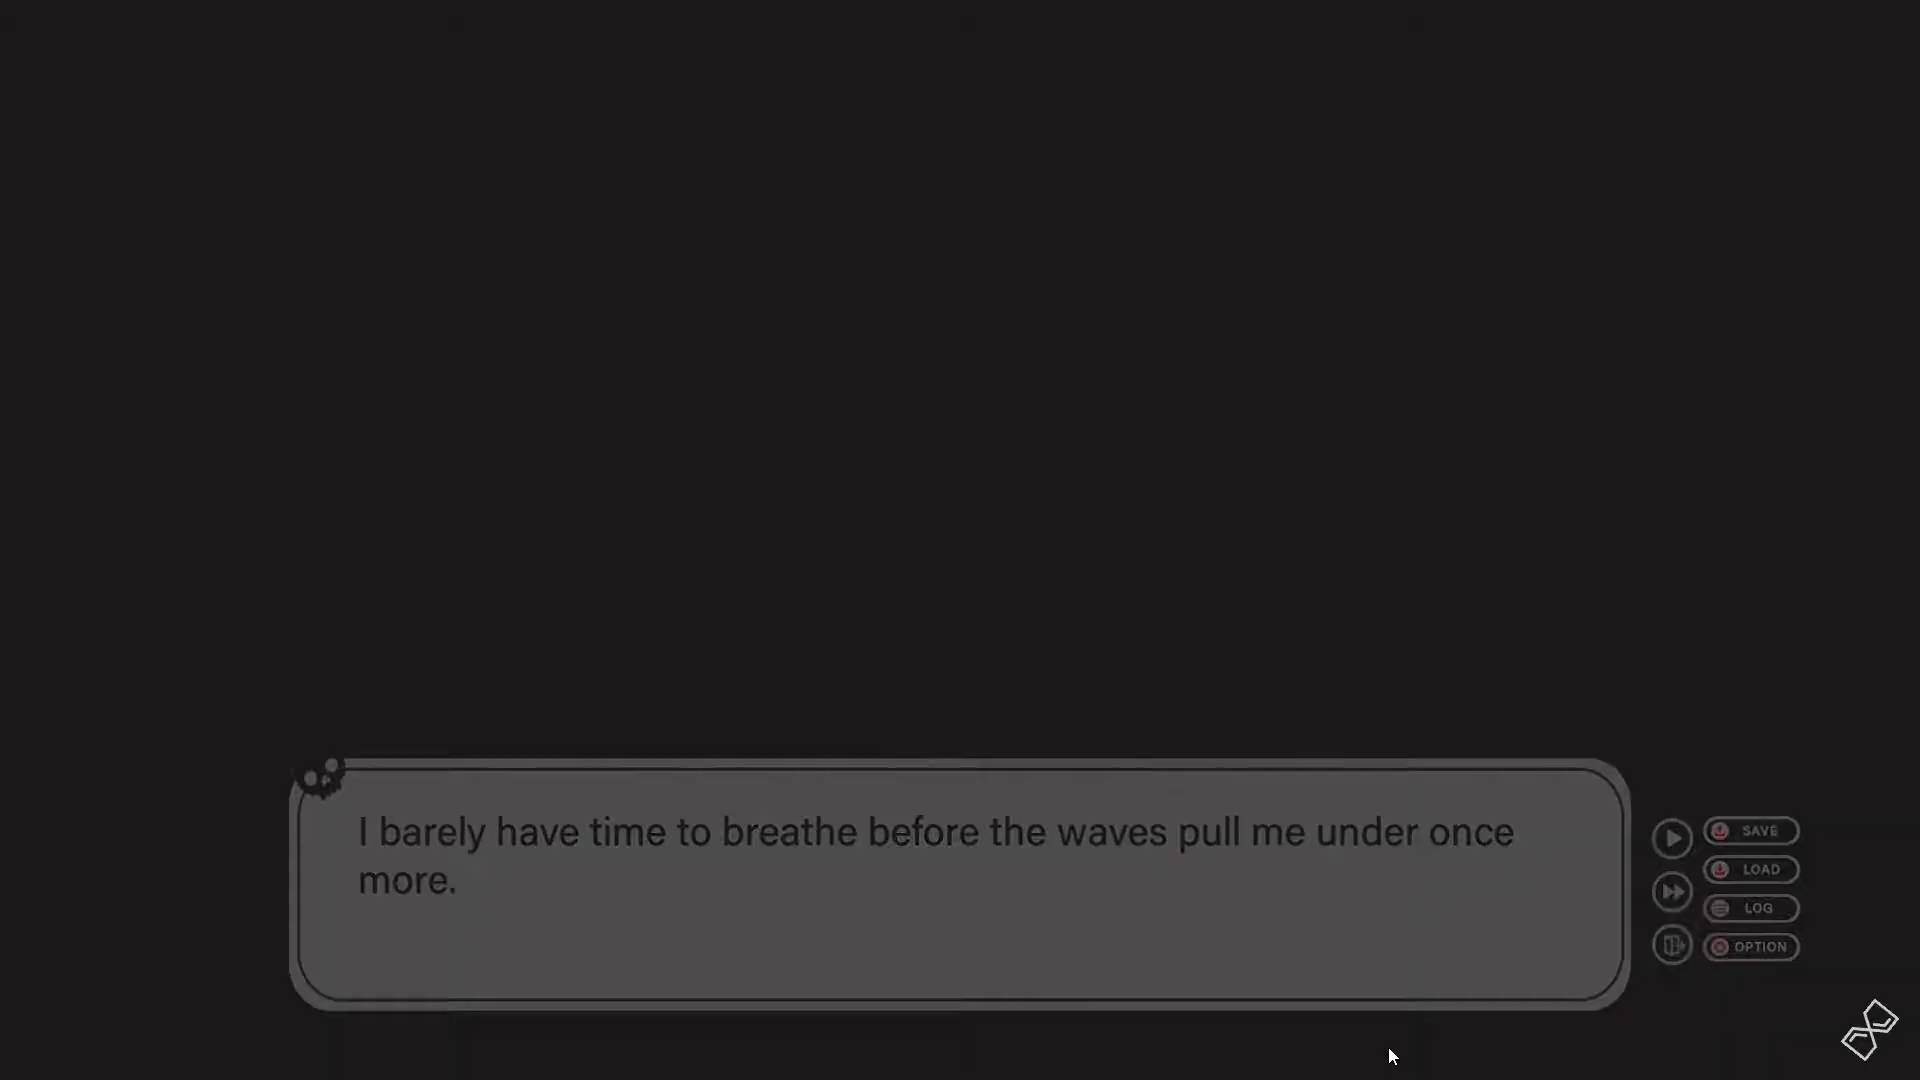 I barely have time to breathe before the waves pull me under once
more.
SAVE
LOAD
LOG
OPTION